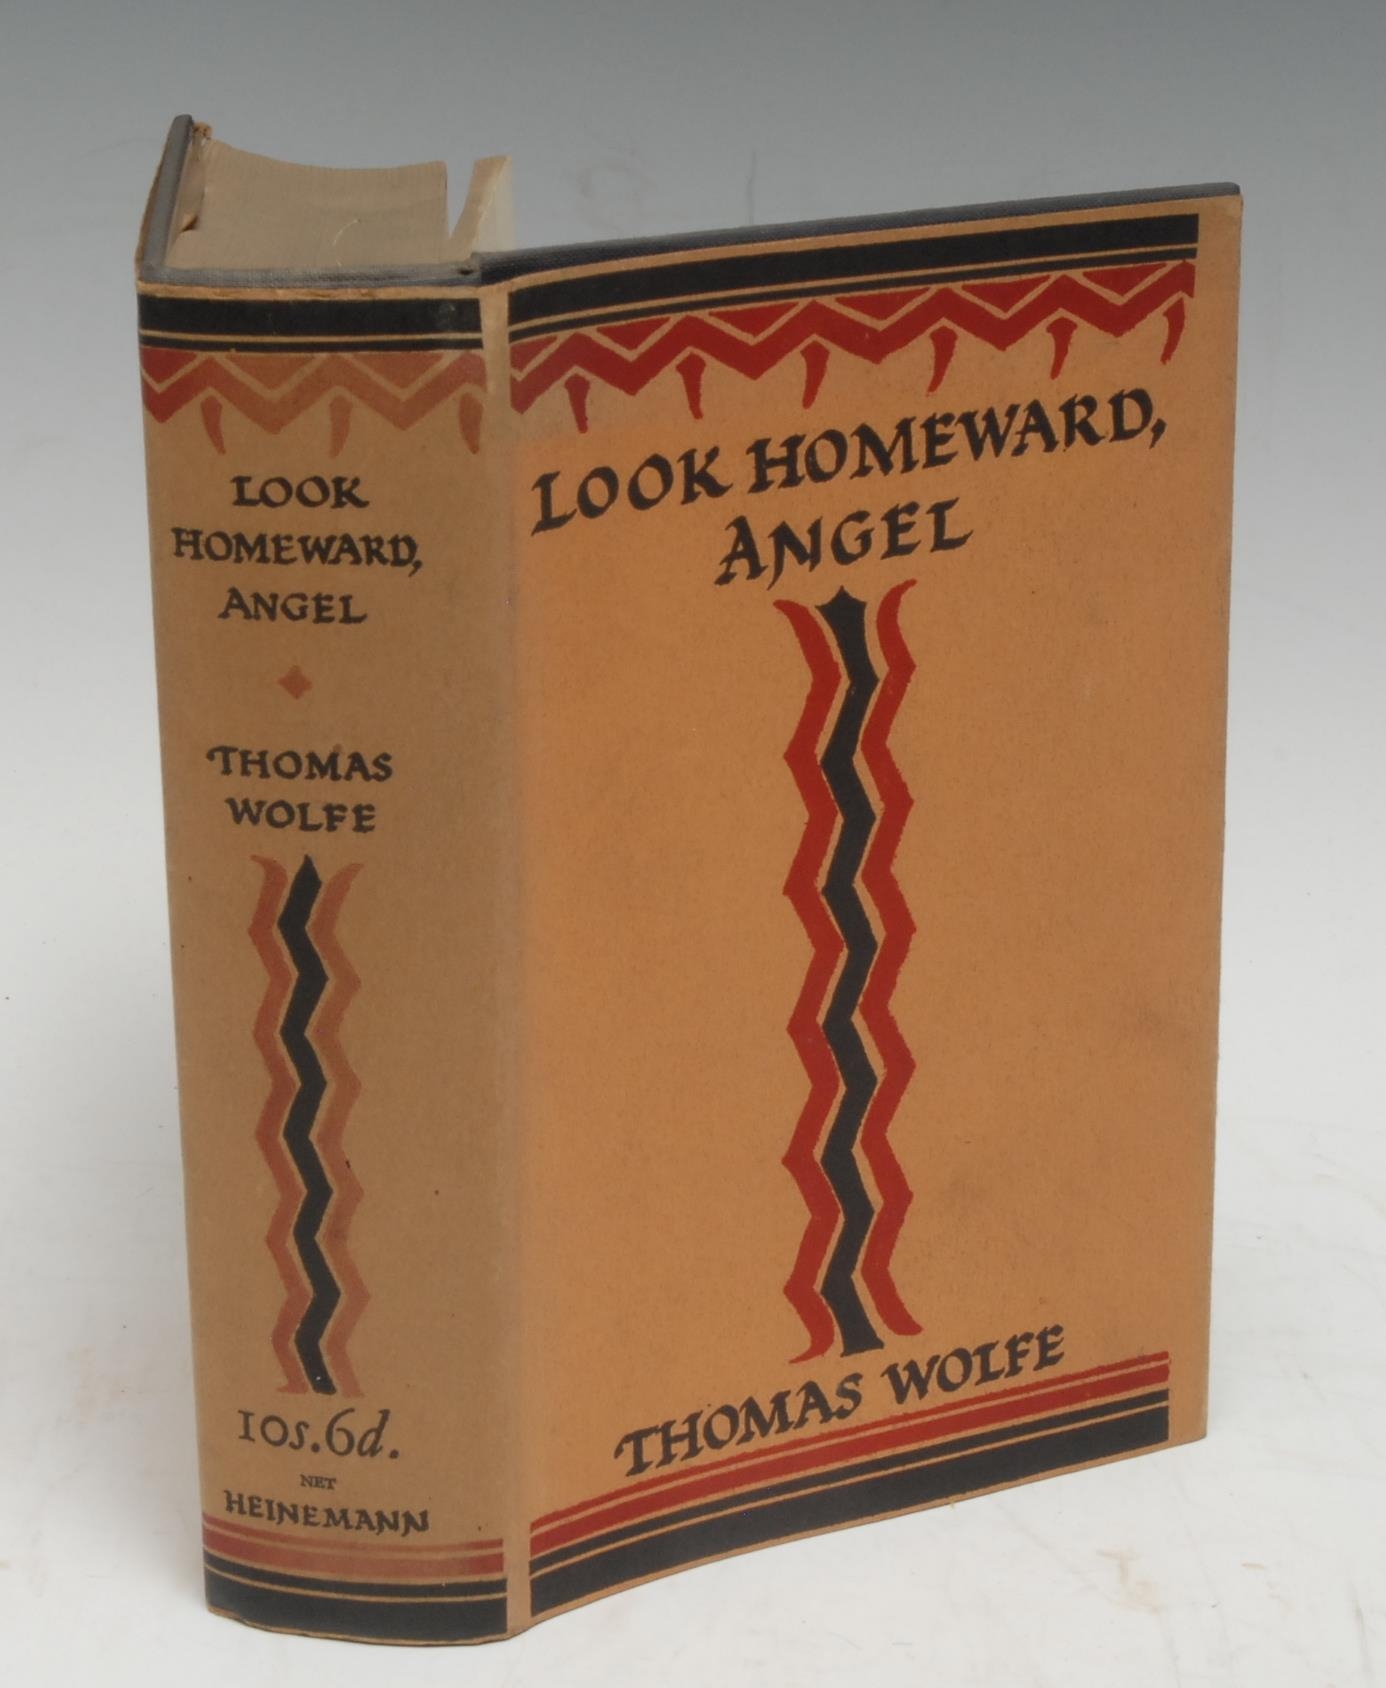 LOOK
HOMEWARD,
ANGEL
THOMAS
WOLFE
10s.6d.
NET
HEINEMANN
LOOK HOMEWARD,
ANGEL
THOMAS WOLFE